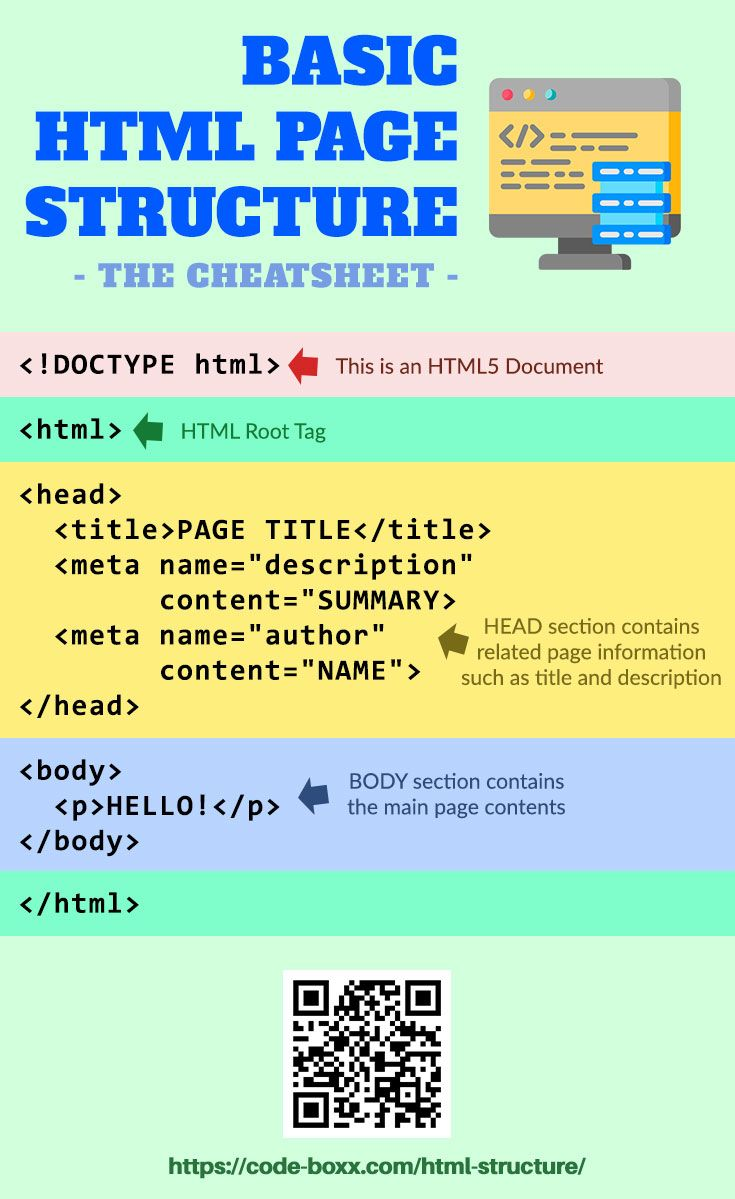 BASIC
HTML PAGE
STRUCTURE
- THE CHEATSHEET -
</>
<!DOCTYPE html>
This is an HTML5 Document
<html>
HTML Root Tag
<head>
<title>PAGE TITLE</title>
<meta name="description"
content="SUMMARY>
<meta name="author"
content="NAME">
HEAD section contains
related page information
such as title and description
</head>
<body>
<p>HELLO!</p>
BODY section contains
the main page contents
</body>
</html>
https://code-boxx.com/html-structure/